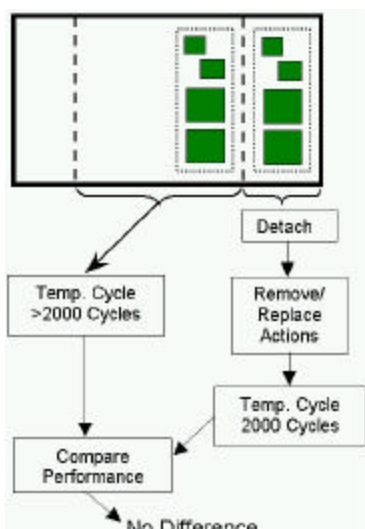 Detach
Temp. Cycle
>2000 Cycles
Remove/
Replace
Actions
Temp. Cycle
2000 Cycles
Compare
Performance
No Difference